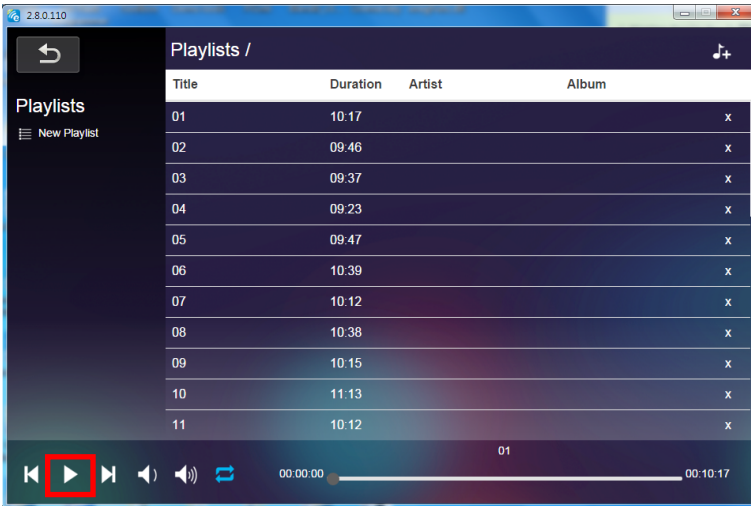 2.8.0.110
Playlists /
Playlists
New Playlist
Title Duration Artist Album
01 10:17 x
02 09:46 x
03 09:37 x
04 09:23 x
05 09:47 x
06 10:39 x
07 10:12 x
08 10:38 x
09 10:15 x
10 11:13 x
11 10:12 x
01
00:00:00 00:10:17